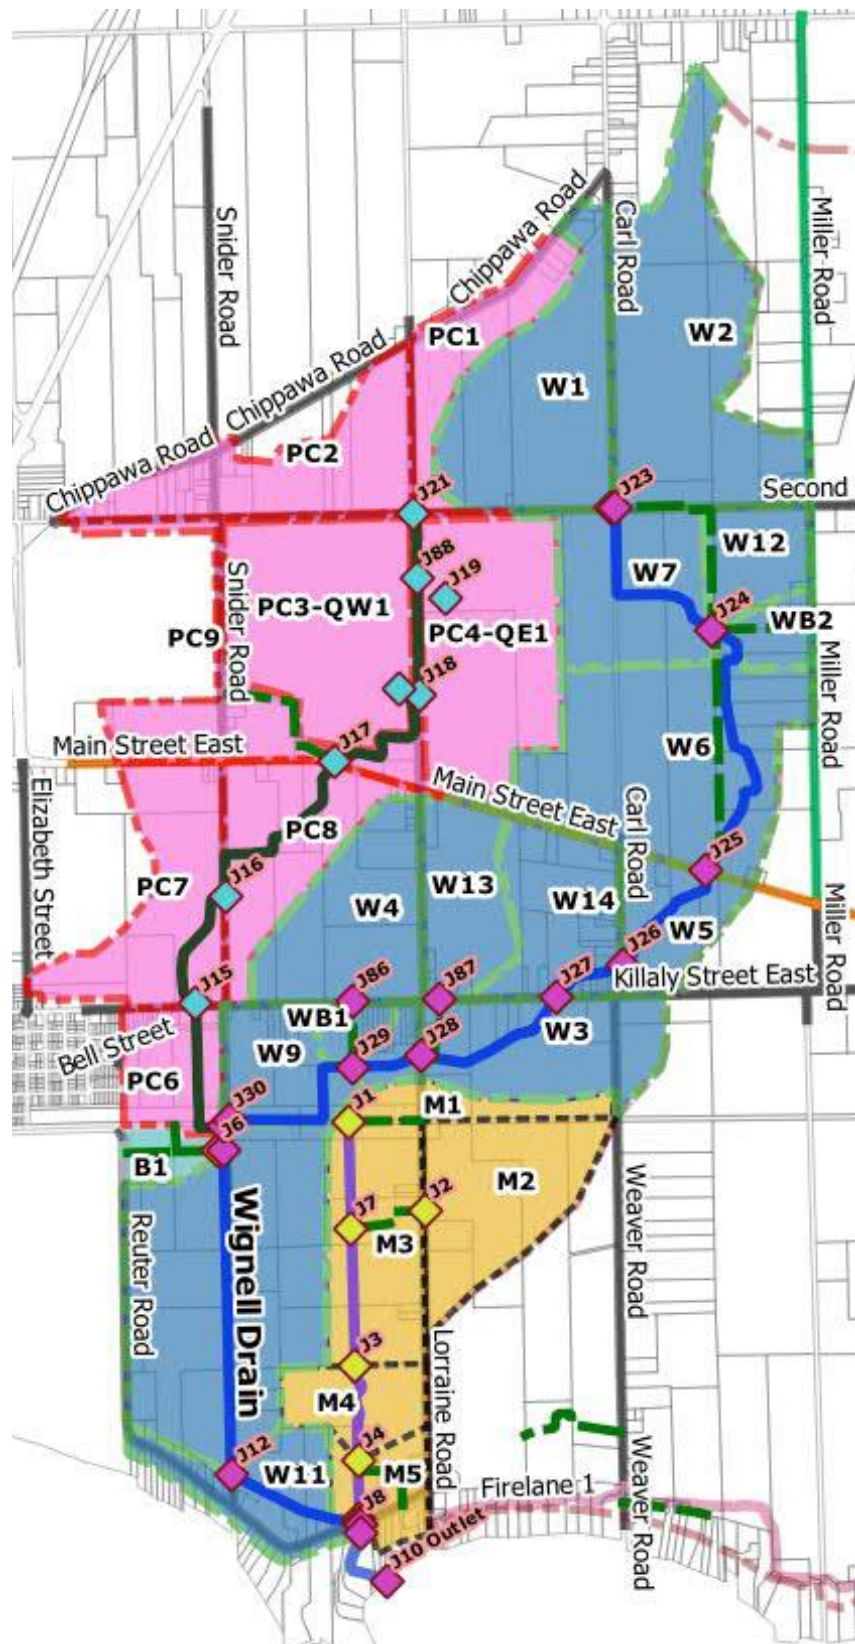 Snider Road
Chippawa Road
Carl Road
Miller Road
PC1
W2
W1
Chippawa Road
PC2
Chippawa Road
J21
J23
Second
J88
J19
W7
W12
PC3-QW1
Snider Road
J24
WB2
PC9
PC4-QE1
J18
Miller Road
Main Street East
J17
W6
Elizabeth Street
PC8
Main Street East
Carl Road
J16
J25
PC7
W4
W13
W14
Miller Road
J26
W5
J15
J86
J87
J27
Killaly Street East
Bell Street
WB1
W9
J29
J28
W3
PC6
J30
J1
M1
J6
B1
M2
J7
J2
M3
Wignell Drain
Reuter Road
Weaver Road
J3
Lorraine Road
M4
J12
J4
W11
M5
Firelane 1
Weaver Road
J8
J10 Outlet